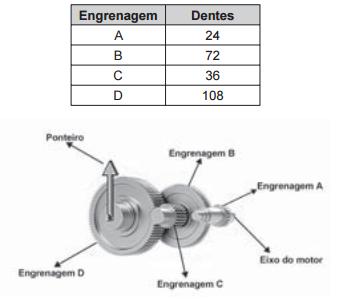 Engrenagem Dentes
A 24
B 72
C 36
D 108
Ponteiro
Engrenagem B
Engrenagem A
Eixo do motor
Engrenagem D
Engrenagem C